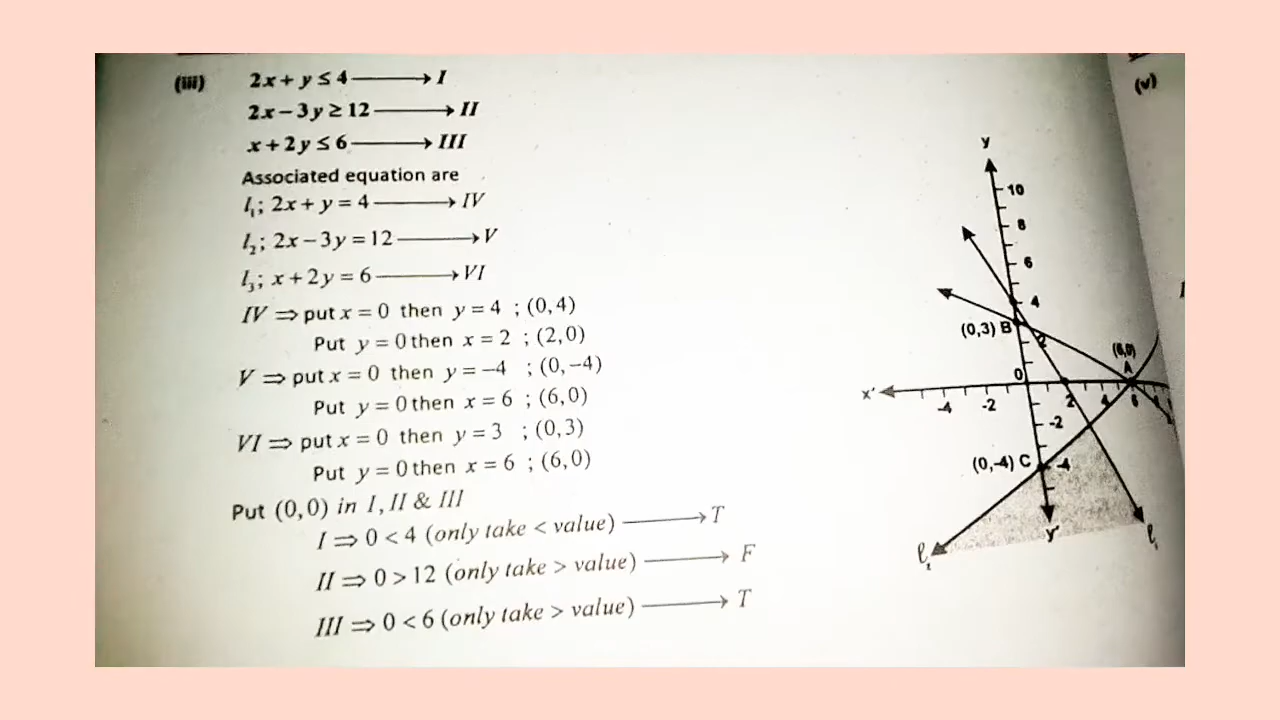 (iii) 2x + y ≤ 4 ⟶ I
2x − 3y ≥ 12 ⟶ II
x + 2y ≤ 6 ⟶ III
Associated equation are
l₁; 2x + y = 4 ⟶ IV
l₂; 2x − 3y = 12 ⟶ V
l₃; x + 2y = 6 ⟶ VI
IV ⇒ put x = 0 then y = 4 ; (0,4)
Put y = 0 then x = 2 ; (2,0)
V ⇒ put x = 0 then y = −4 ; (0,−4)
Put y = 0 then x = 6 ; (6,0)
VI ⇒ put x = 0 then y = 3 ; (0,3)
Put y = 0 then x = 6 ; (6,0)
Put (0,0) in I, II & III
I ⇒ 0 < 4 (only take < value) ⟶ T
II ⇒ 0 > 12 (only take > value) ⟶ F
III ⇒ 0 < 6 (only take > value) ⟶ T
(v)
y
10
8
6
4
(0,3) B
2
(6,0)
A
0
x′
-4 -2 2 4 6
-2
(0,-4) C -4
y′
ℓ₁
ℓ₂